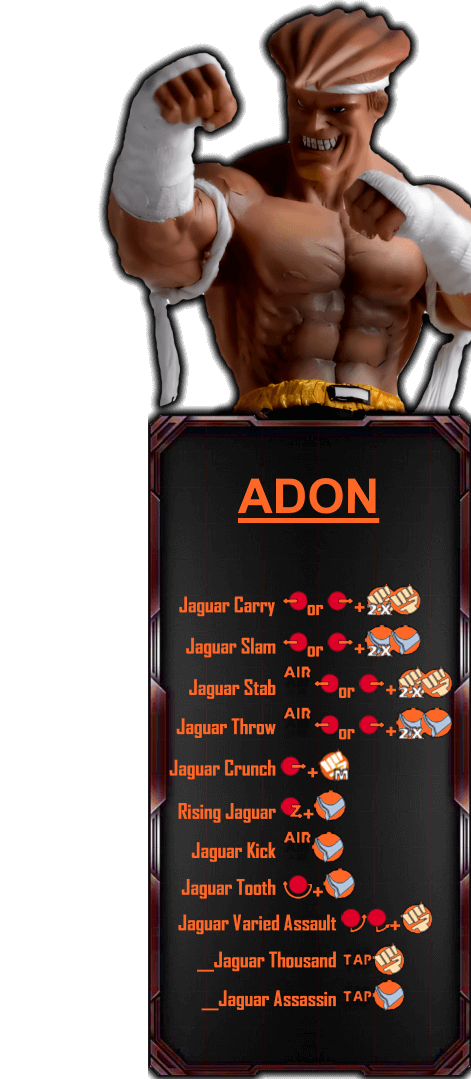 ADON
Jaguar Carry or + 2X
Jaguar Slam or + 2X
Jaguar Stab AIR or + 2X
Jaguar Throw AIR or + 2X
Jaguar Crunch + M
Rising Jaguar Z +
Jaguar Kick AIR
Jaguar Tooth +
Jaguar Varied Assault +
__Jaguar Thousand TAP
__Jaguar Assassin TAP